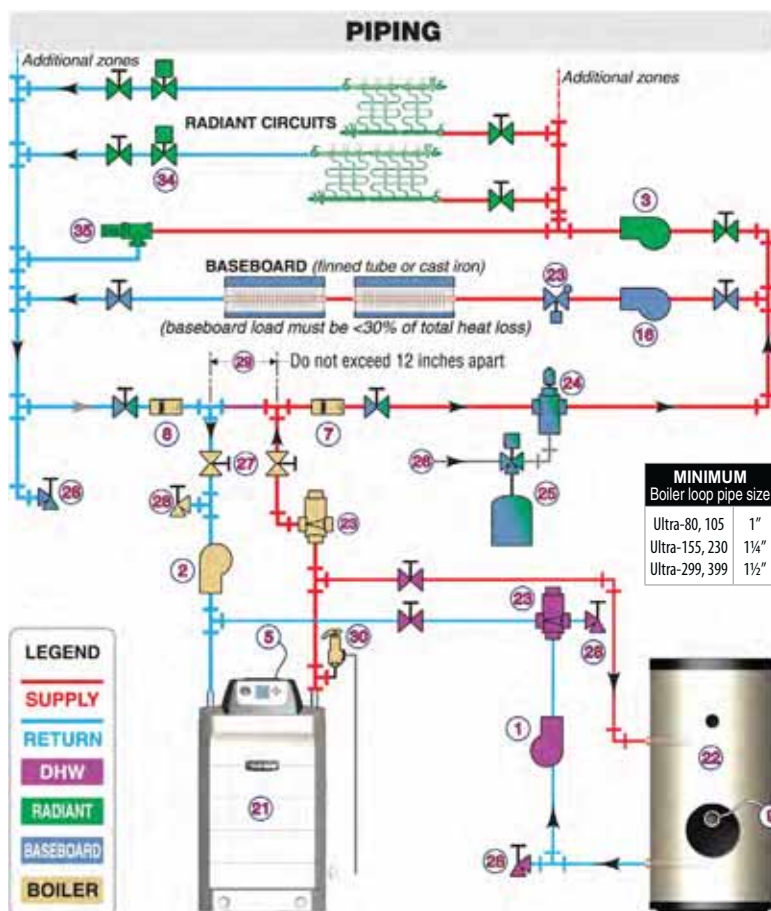 PIPING
Additional zones
Additional zones
RADIANT CIRCUITS
34
3
35
BASEBOARD (finned tube or cast iron)
23
(baseboard load must be <30% of total heat loss)
16
29
Do not exceed 12 inches apart
24
8
7
26
27
25
28
28
23
MINIMUM
Boiler loop pipe size
Ultra-80, 105 1"
Ultra-155, 230 1¼"
Ultra-299, 399 1½"
2
23
28
5
30
LEGEND
SUPPLY
RETURN
DHW
RADIANT
BASEBOARD
BOILER
1
22
21
28